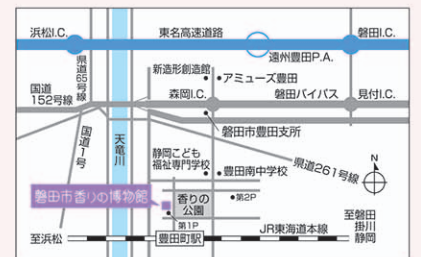 浜松I.C.
東名高速道路
磐田I.C.
遠州豊田P.A.
県道65号線
新造形創造館
アミューズ豊田
国道
152号線
森岡I.C.
磐田バイパス
見付I.C.
磐田市豊田支所
国道1号
天竜川
静岡こども
福祉専門学校
豊田南中学校
県道261号線
N
磐田市香りの博物館
香りの
公園
第2P
第1P
至浜松
豊田町駅
JR東海道本線
至磐田
掛川
静岡